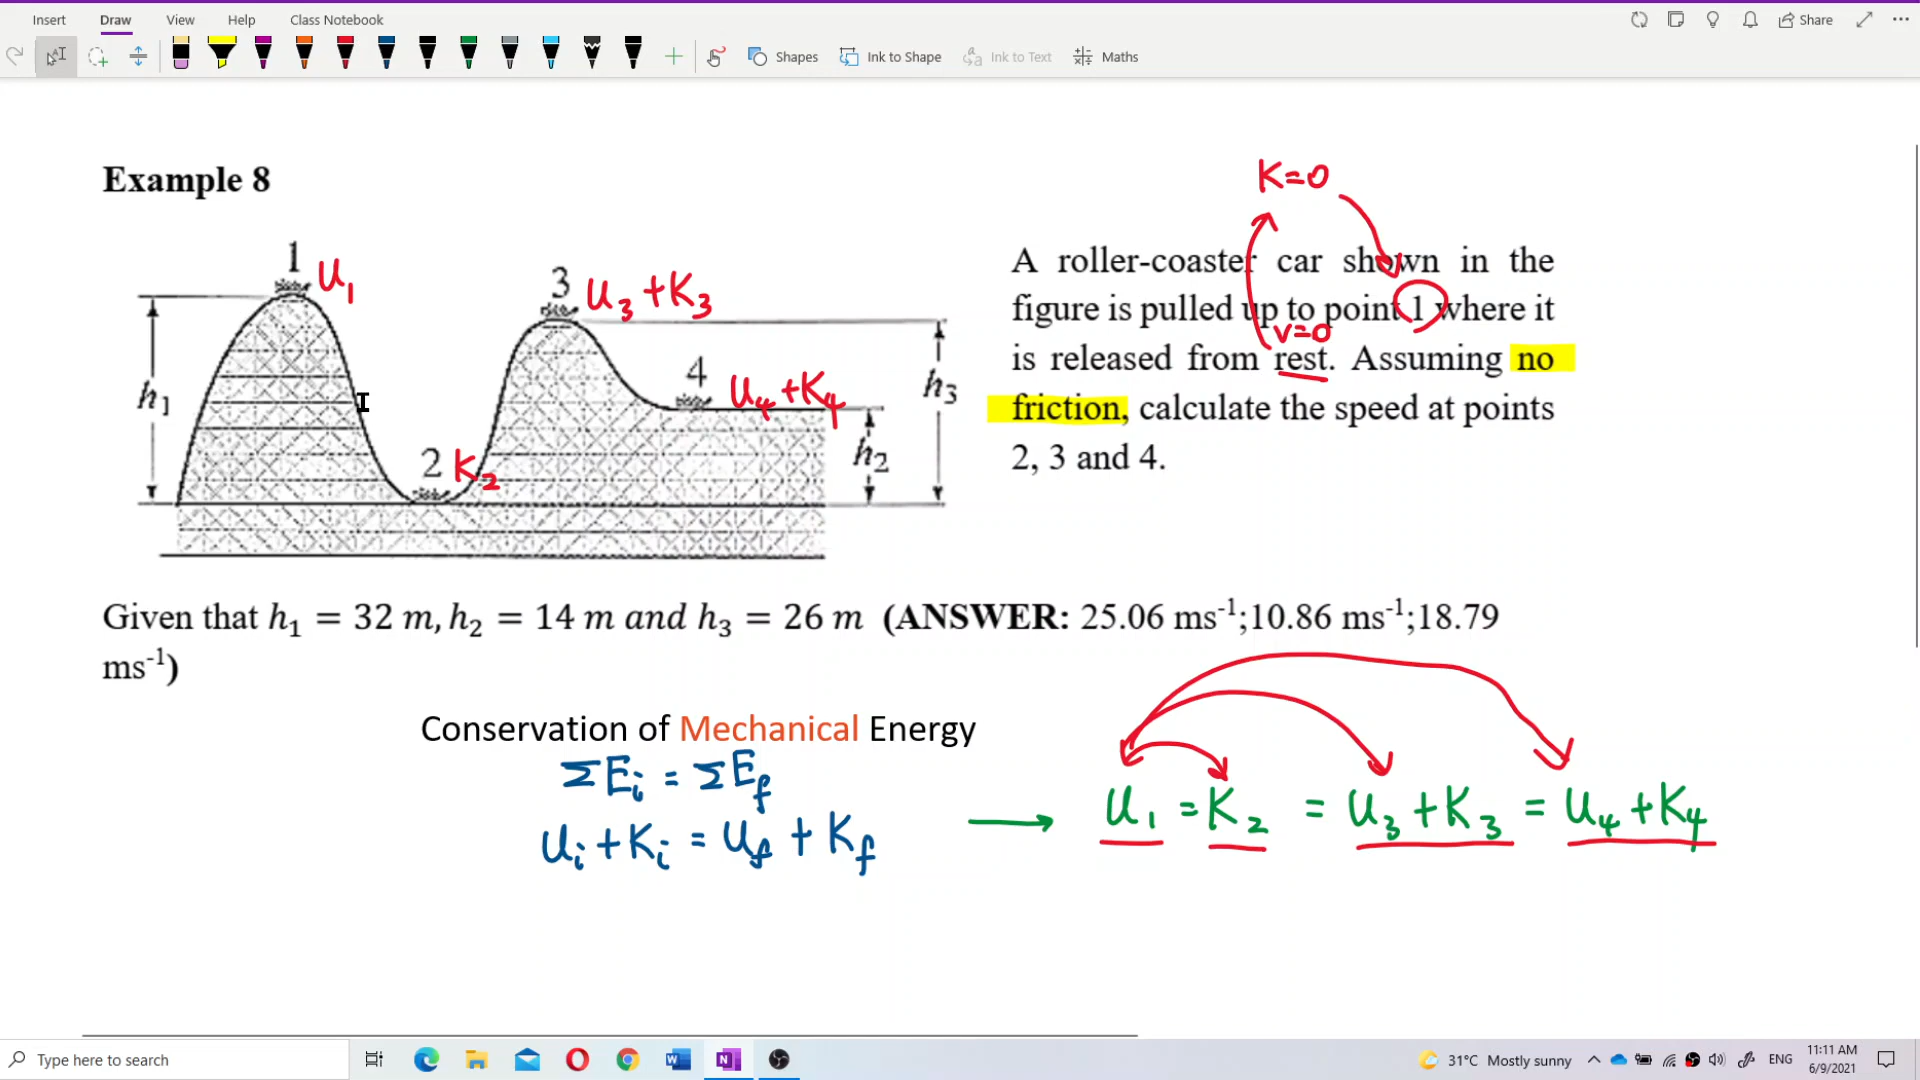 Insert Draw View Help Class Notebook Share
Shapes Ink to Shape Ink to Text Maths
Example 8
K=0
1 U₁
3 U₃+K₃
A roller-coaster car shown in the
figure is pulled up to point 1 where it
v=0
is released from rest. Assuming no
friction, calculate the speed at points
2, 3 and 4.
4 U₄+K₄
h₁
h₃
2 K₂
h₂
Given that h₁ = 32 m, h₂ = 14 m and h₃ = 26 m (ANSWER: 25.06 ms⁻¹;10.86 ms⁻¹;18.79
ms⁻¹)
Conservation of Mechanical Energy
ΣEᵢ = ΣE_f
Uᵢ+Kᵢ = U_f + K_f
→ U₁ = K₂ = U₃+K₃ = U₄+K₄
Type here to search
31°C Mostly sunny ENG 11:11 AM
6/9/2021